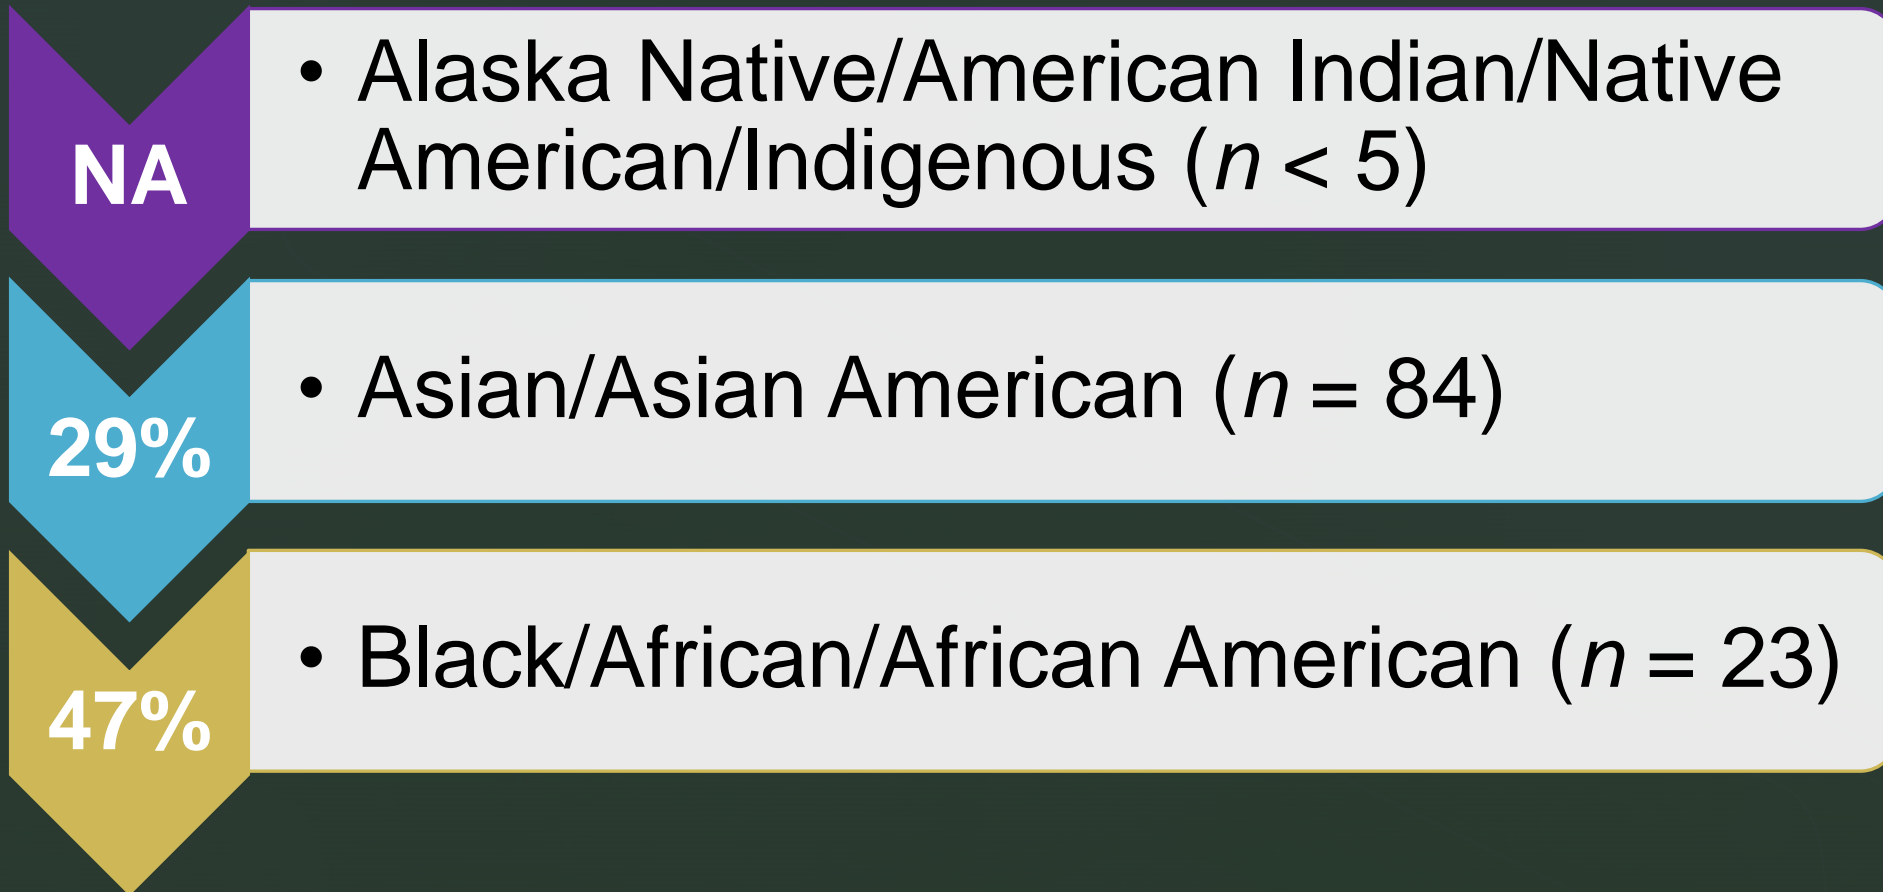 NA
• Alaska Native/American Indian/Native
American/Indigenous (n < 5)
29%
• Asian/Asian American (n = 84)
47%
• Black/African/African American (n = 23)